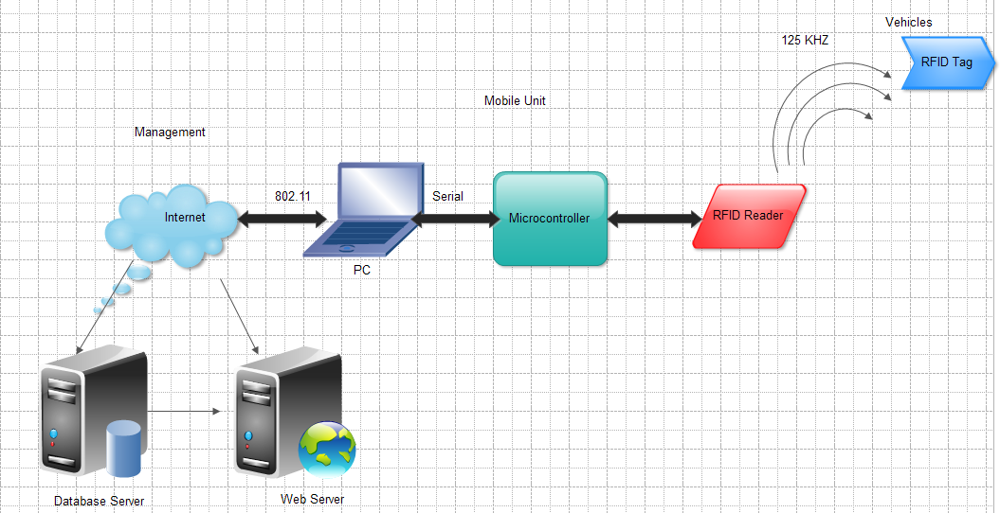 Vehicles
125 KHZ
RFID Tag
Mobile Unit
Management
802.11
Serial
Internet
Microcontroller
RFID Reader
PC
Database Server
Web Server